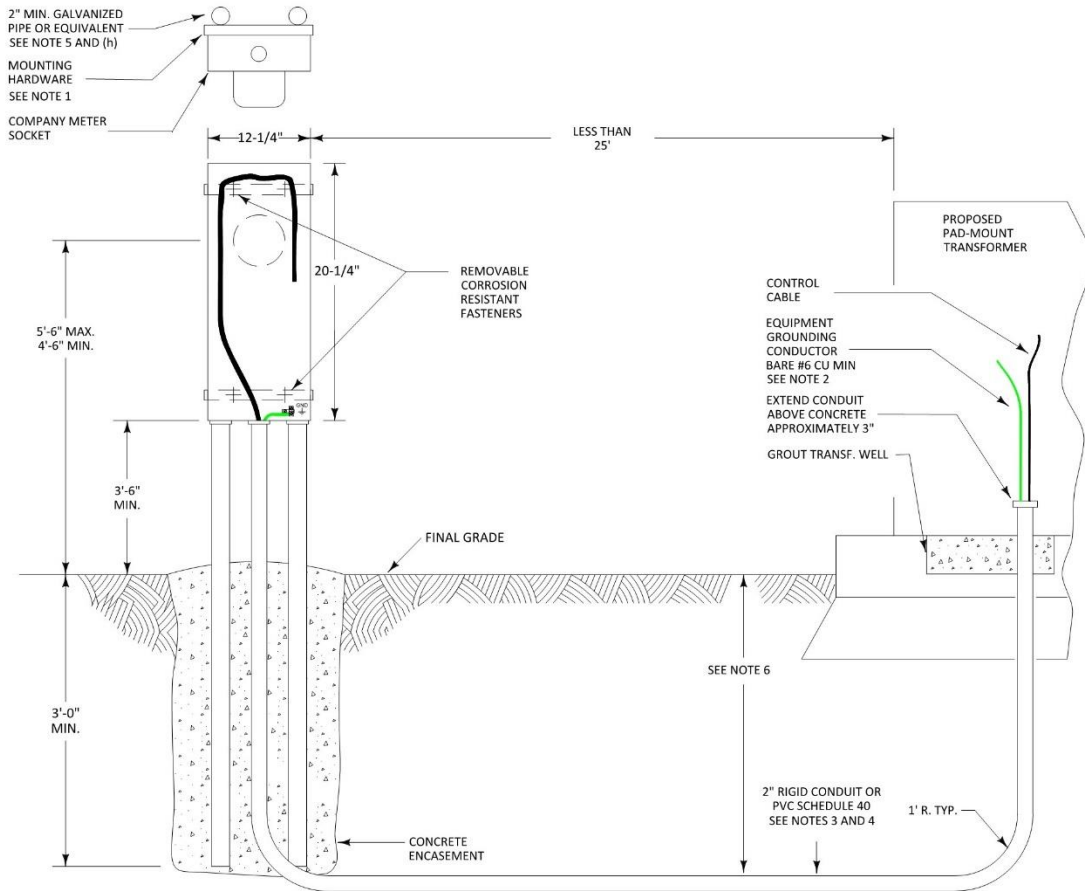 2" MIN. GALVANIZED
PIPE OR EQUIVALENT
SEE NOTE 5 AND (h)
MOUNTING
HARDWARE
SEE NOTE 1
COMPANY METER
SOCKET
12-1/4"
LESS THAN
25'
PROPOSED
PAD-MOUNT
TRANSFORMER
20-1/4"
REMOVABLE
CORROSION
RESISTANT
FASTENERS
CONTROL
CABLE
5'-6" MAX.
4'-6" MIN.
EQUIPMENT
GROUNDING
CONDUCTOR
BARE #6 CU MIN
SEE NOTE 2
EXTEND CONDUIT
ABOVE CONCRETE
APPROXIMATELY 3"
GND
GROUT TRANSF. WELL
3'-6"
MIN.
FINAL GRADE
SEE NOTE 6
3'-0"
MIN.
2" RIGID CONDUIT OR
PVC SCHEDULE 40
SEE NOTES 3 AND 4
1' R. TYP.
CONCRETE
ENCASEMENT